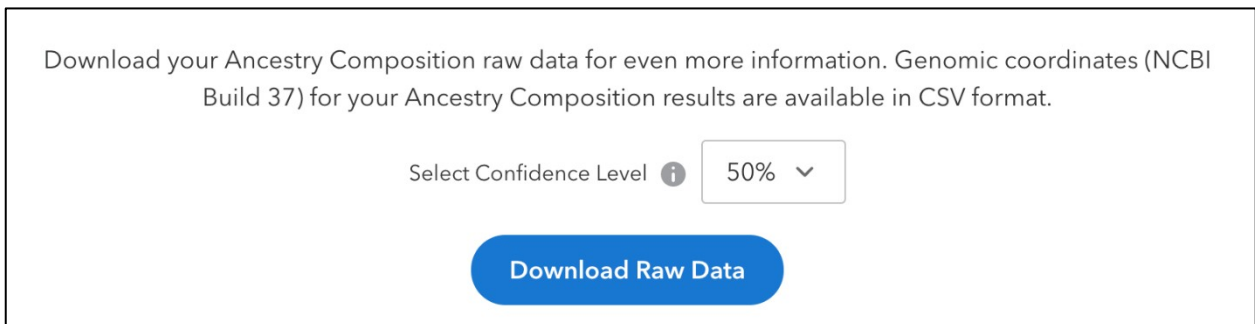 Download your Ancestry Composition raw data for even more information. Genomic coordinates (NCBI
Build 37) for your Ancestry Composition results are available in CSV format.
Select Confidence Level i 50%
Download Raw Data